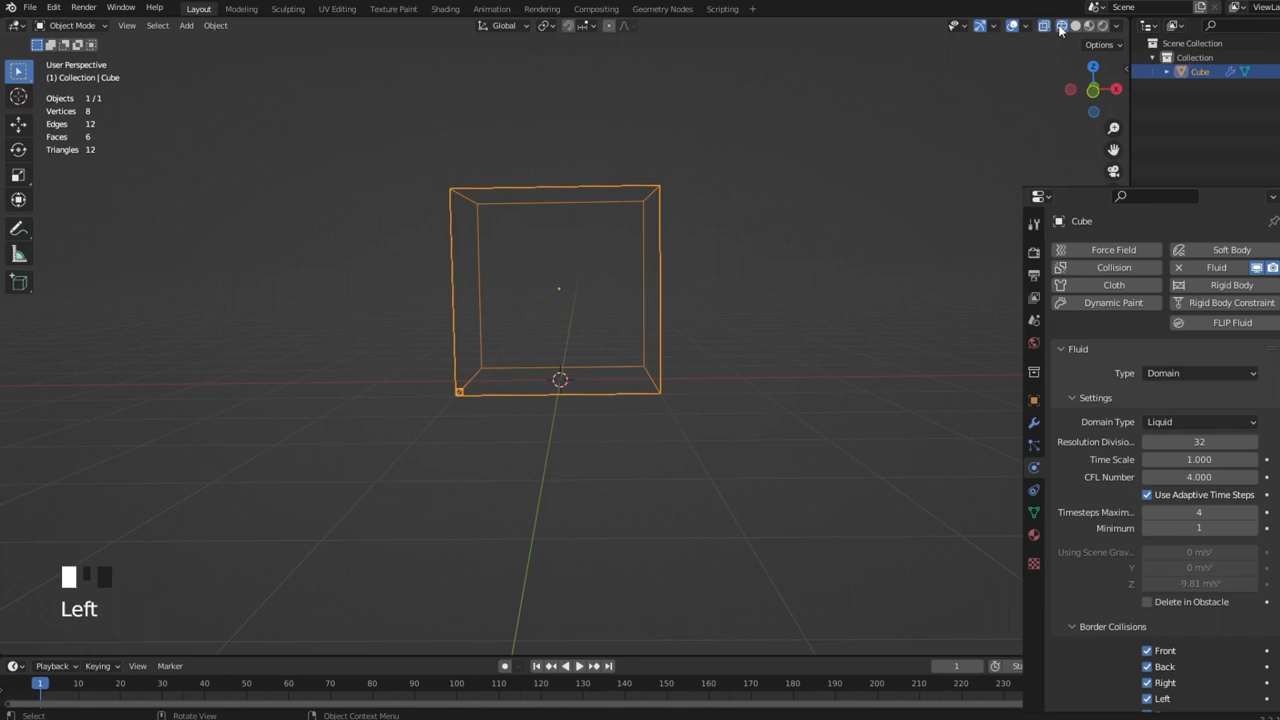 File Edit Render Window Help Layout Modeling Sculpting UV Editing Texture Paint Shading Animation Rendering Compositing Geometry Nodes Scripting Scene
Object Mode View Select Add Object Global
Options
User Perspective
(1) Collection | Cube
Objects 1/1
Vertices 8
Edges 12
Faces 6
Triangles 12
Z
X
Scene Collection
Collection
Cube
Cube
Force Field Soft Body
Collision Fluid
Cloth Rigid Body
Dynamic Paint Rigid Body Constraint
FLIP Fluid
Fluid
Type Domain
Settings
Domain Type Liquid
Resolution Divisio... 32
Time Scale 1.000
CFL Number 4.000
Use Adaptive Time Steps
Timesteps Maxim... 4
Minimum 1
Using Scene Grav... 0 m/s²
Y 0 m/s²
Z -9.81 m/s²
Delete in Obstacle
Border Collisions
Front
Back
Right
Left
Left
Playback Keying View Marker 1
1 10 20 30 40 50 60 70 80 90 100 110 120 130 140 150 160 170 180 190 200 210 220 230
Select Rotate View Object Context Menu